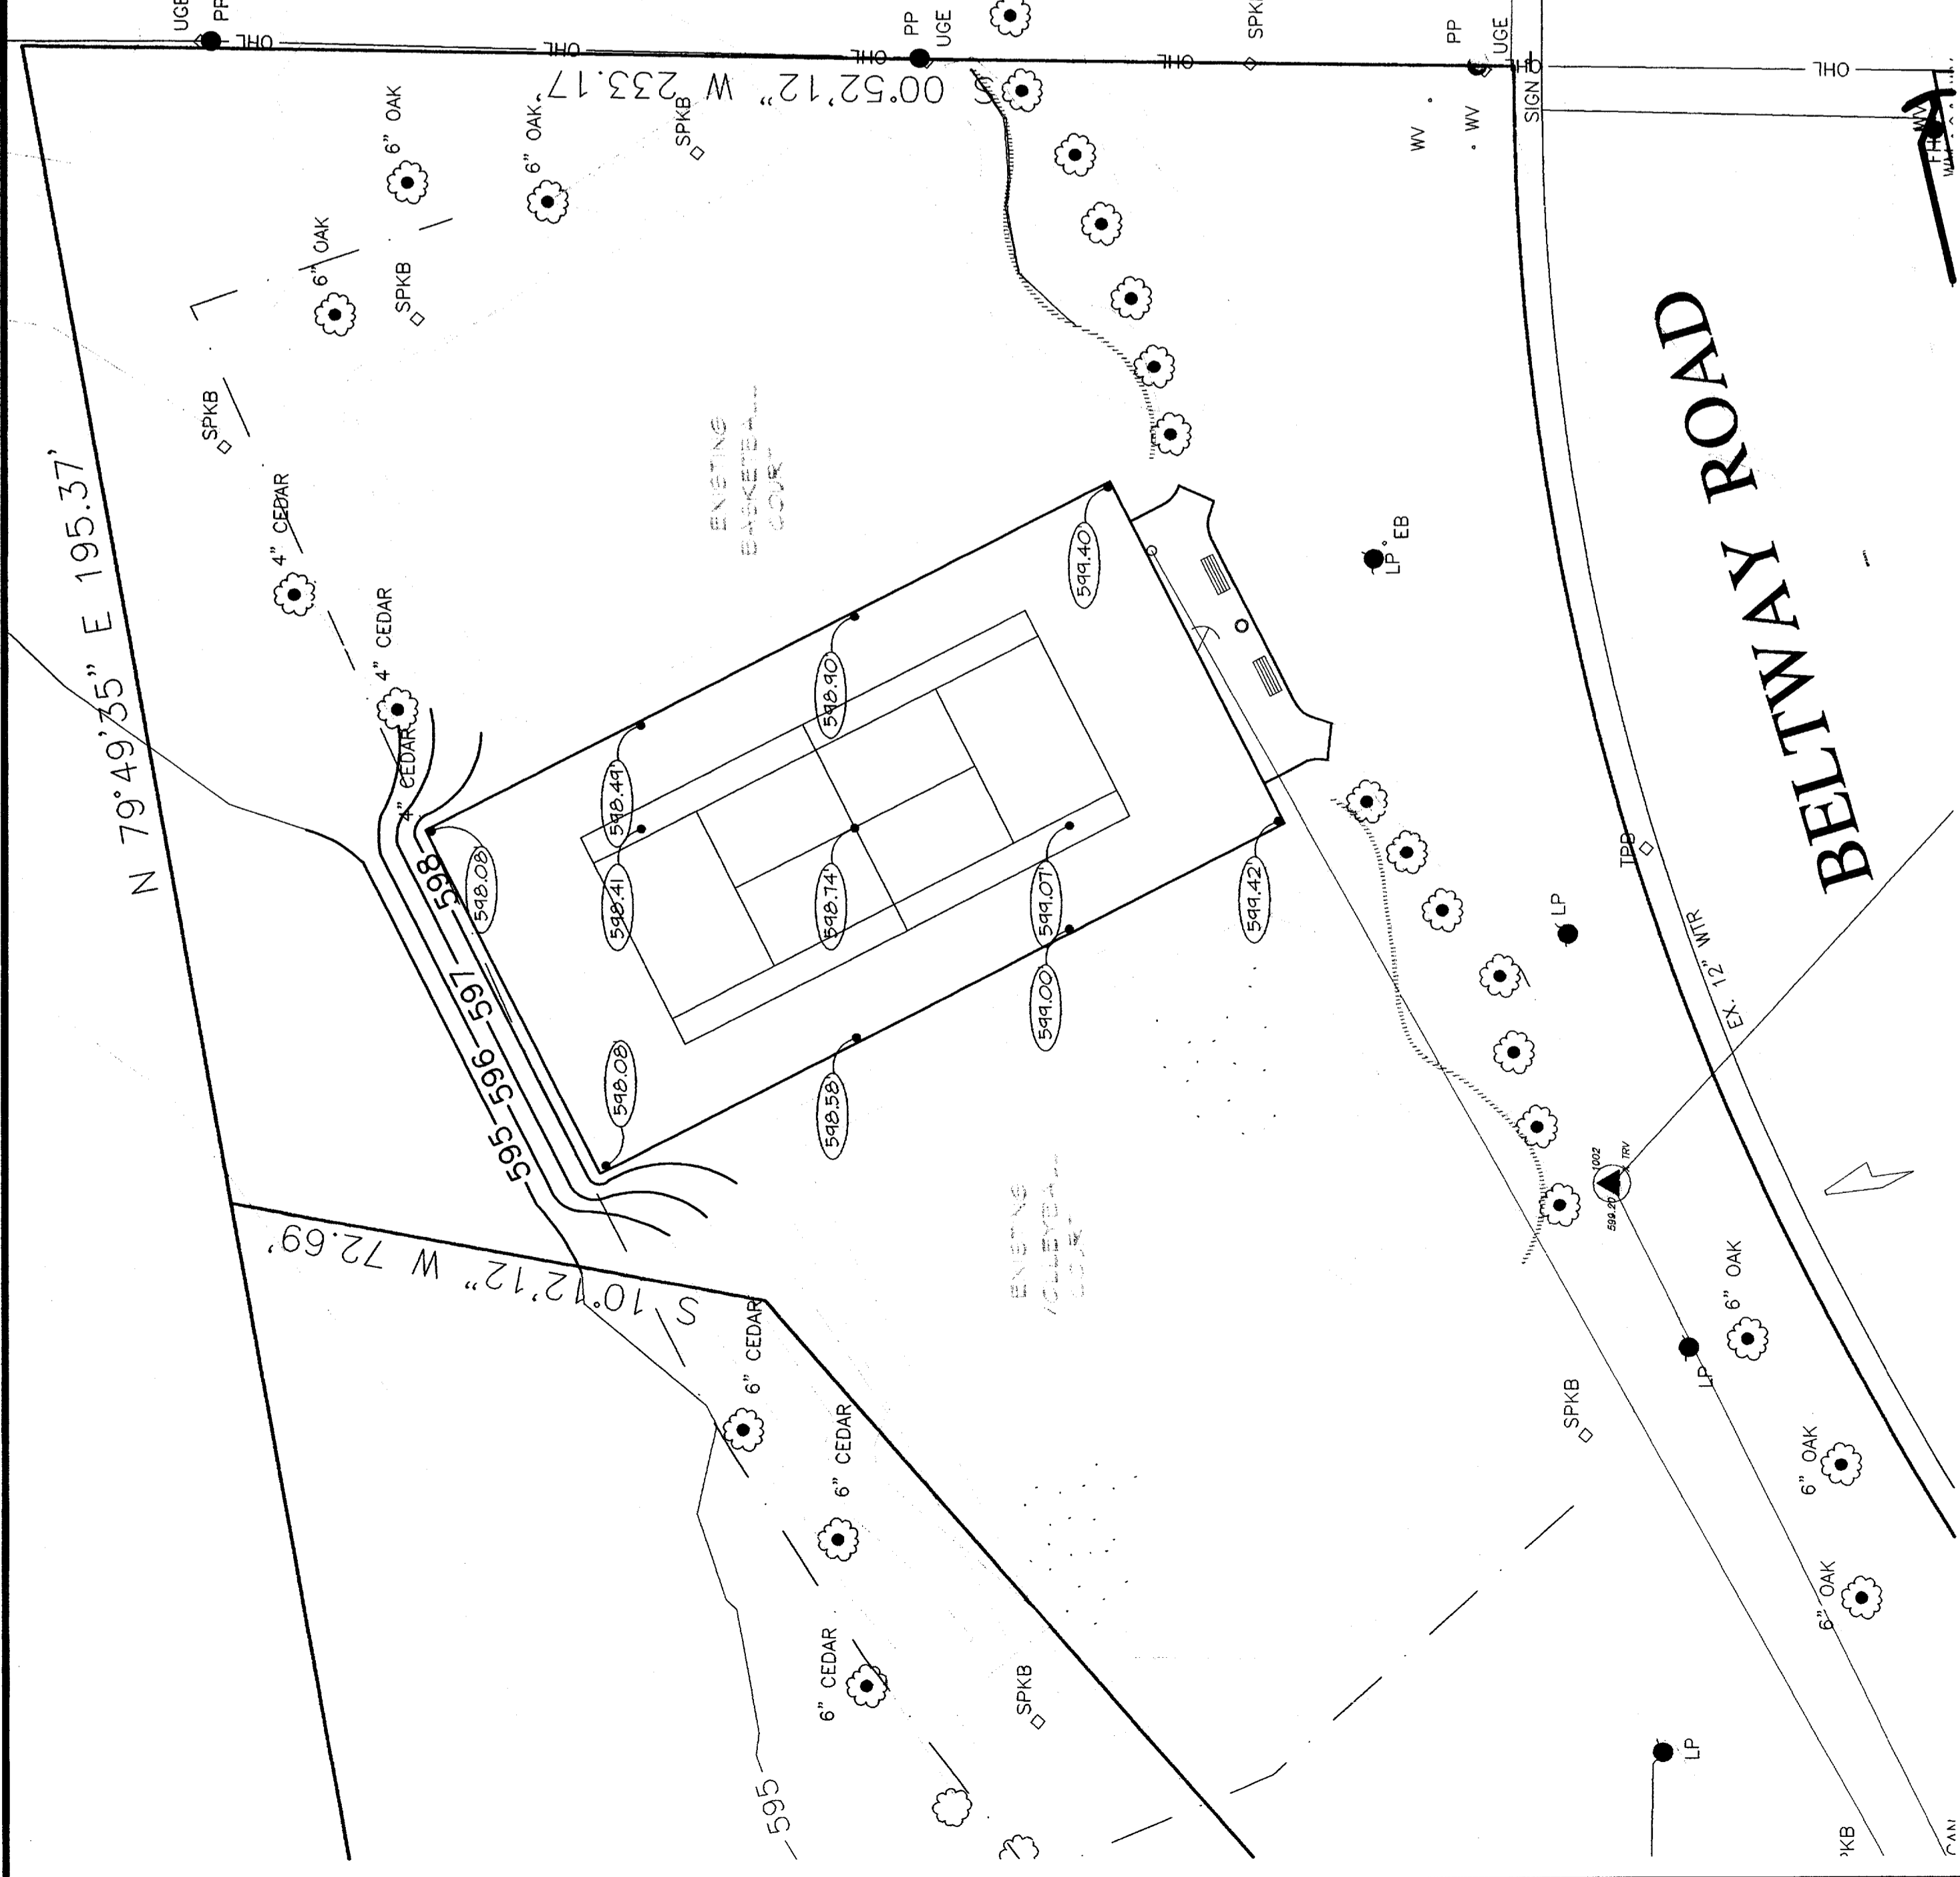 UGE
PP
UGE
PP
UGE
OHL
OHL
OHL
OHL
OHL
S 00°52'12" W 233.17'
6" OAK
6" OAK
6" OAK
SPKB
SPKB
SPKB
WV
WV
SIGN
WV
N 79°49'35" E 195.37'
4" CEDAR
4" CEDAR
4" CEDAR
EXISTING
598
597
596
595
598.08'
598.49'
598.90'
599.40'
598.41
598.74'
599.07'
599.42'
598.08'
598.58'
599.00'
LP
EB
BELTWAY ROAD
TPB
LP
EX. 12" WTR
S 10°12'12" W 72.69'
1002
TRV
6" CEDAR
6" CEDAR
6" CEDAR
SPKB
595
SPKB
LP
6" OAK
6" OAK
6" OAK
LP